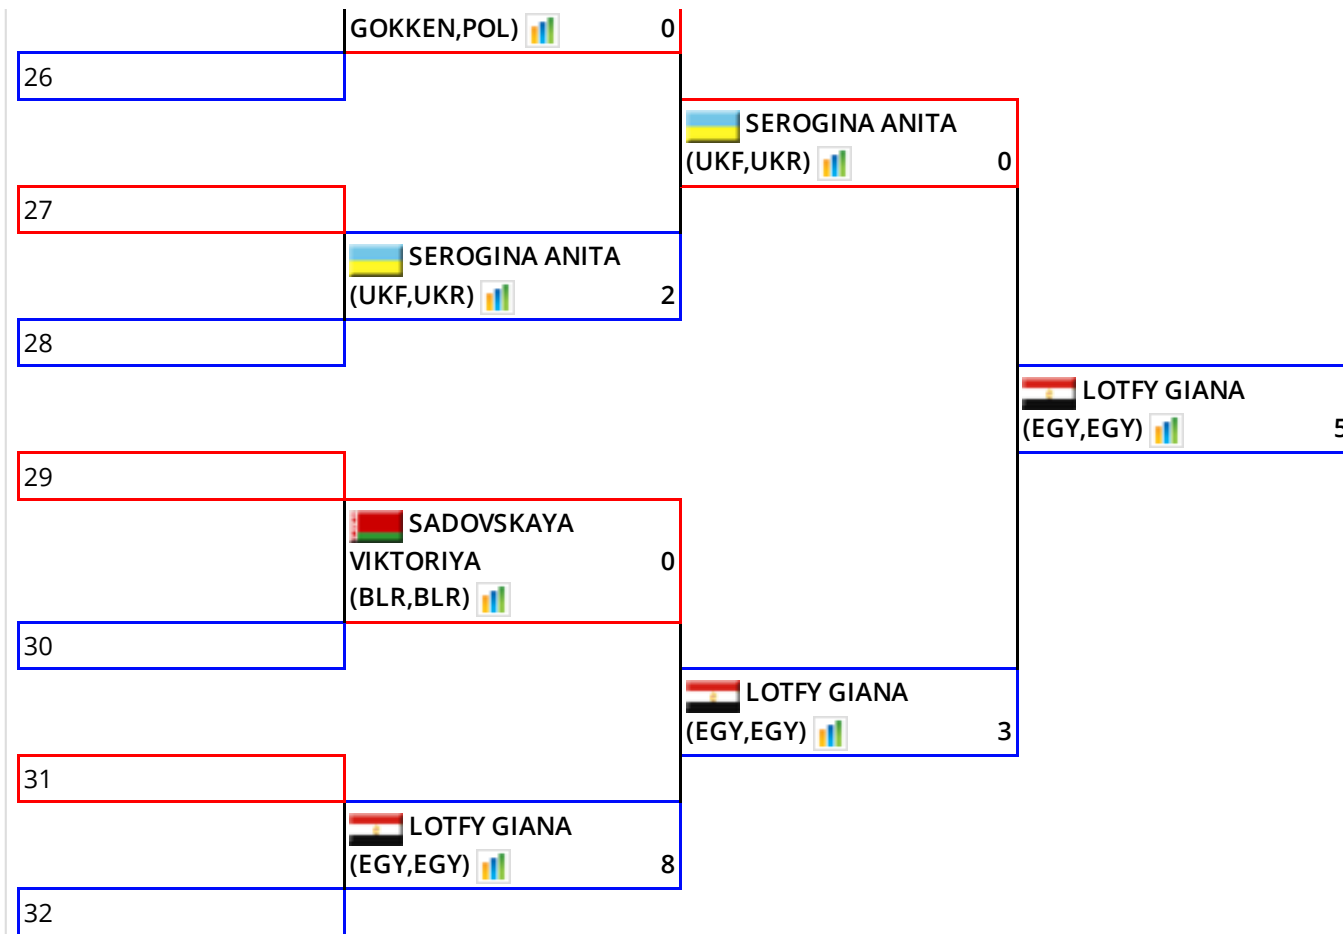 GOKKEN,POL) 0
26
SEROGINA ANITA
(UKF,UKR) 0
27
SEROGINA ANITA
(UKF,UKR) 2
28
LOTFY GIANA
(EGY,EGY) 5
29
SADOVSKAYA
VIKTORIYA 0
(BLR,BLR)
30
LOTFY GIANA
(EGY,EGY) 3
31
LOTFY GIANA
(EGY,EGY) 8
32